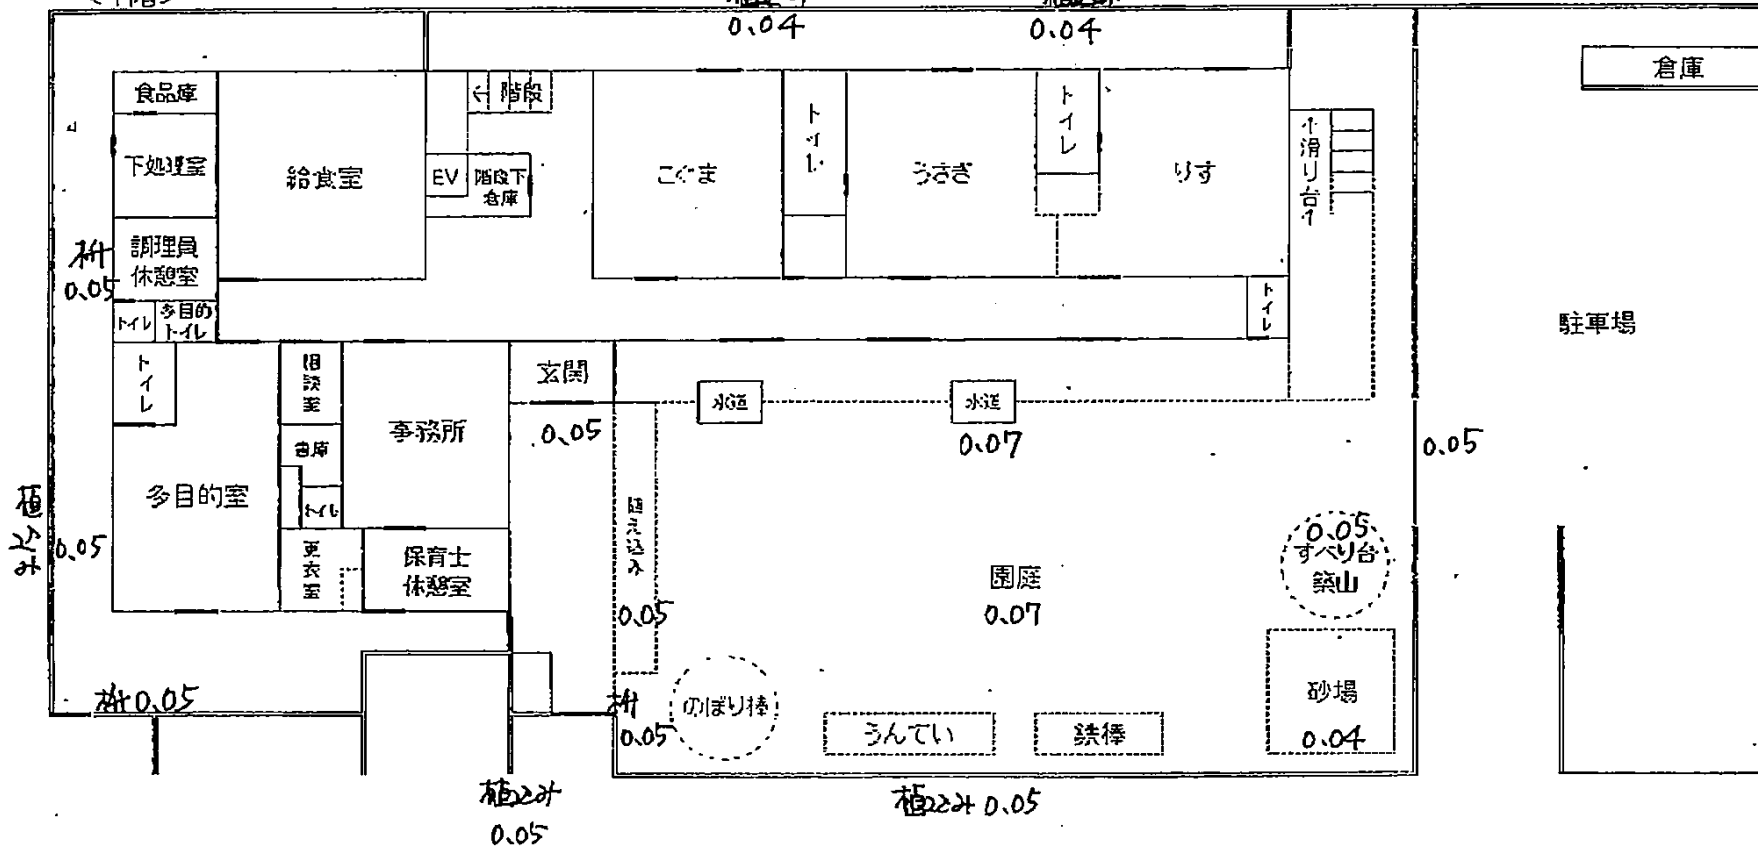 0.04
0.04
倉庫
食品庫
階段
下処理室
給食室
EV
階段下
倉庫
こぐま
トイレ
うさぎ
トイレ
りす
小滑り台
桝
0.05
調理員
休憩室
トイレ
多目的
トイレ
トイレ
駐車場
トイレ
相談室
事務所
玄関
0.05
水道
水道
0.07
0.05
倉庫
トイレ
多目的室
植え込み
0.05
植こみ
0.05
更衣室
保育士
休憩室
園庭
0.07
0.05
すべり台
築山
桝0.05
桝
0.05
のぼり棒
うんてい
鉄棒
砂場
0.04
植こみ
0.05
植こみ 0.05